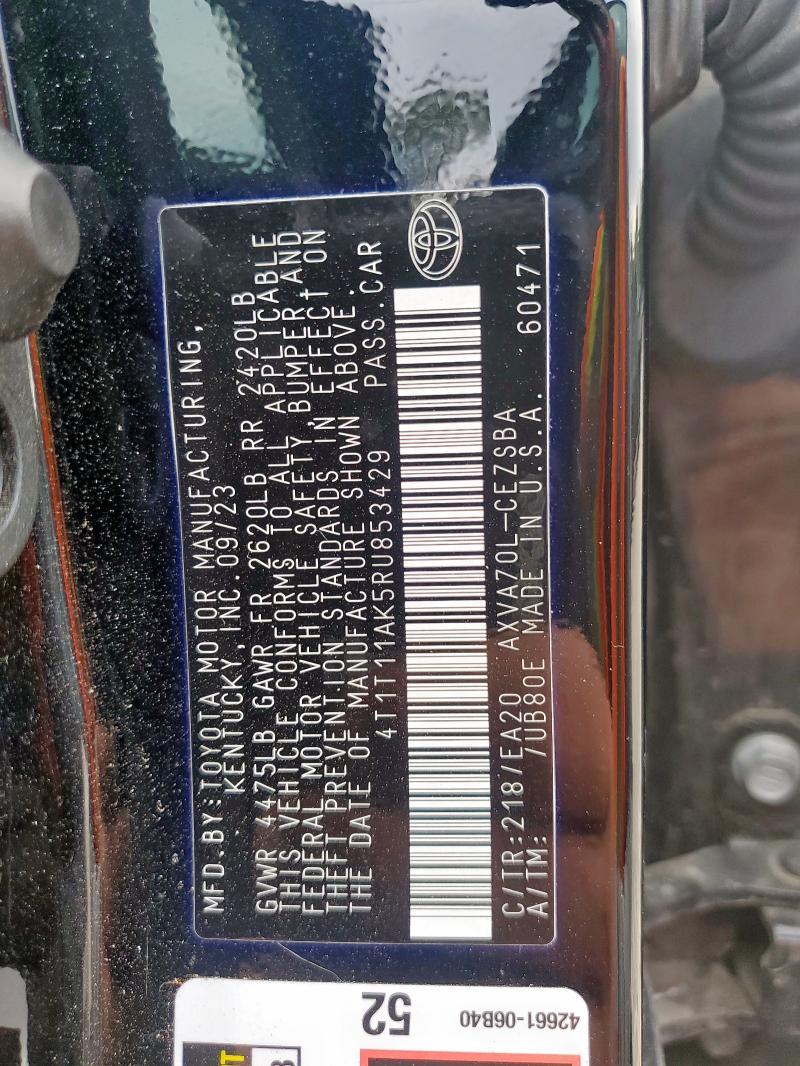 MFD.BY:TOYOTA MOTOR MANUFACTURING,
KENTUCKY, INC. 09/23
GVWR 4475LB GAWR FR 2620LB RR 2420LB
THIS VEHICLE CONFORMS TO ALL APPLICABLE
FEDERAL MOTOR VEHICLE SAFETY, BUMPER AND
THEFT PREVENTION STANDARDS IN EFFECT ON
THE DATE OF MANUFACTURE SHOWN ABOVE.
4T1T11AK5RU853429 PASS.CAR
C/TR:218/EA20 AXVA70L-CEZSBA
A/TM: /UB80E MADE IN U.S.A. 60471
52
42661-06B40